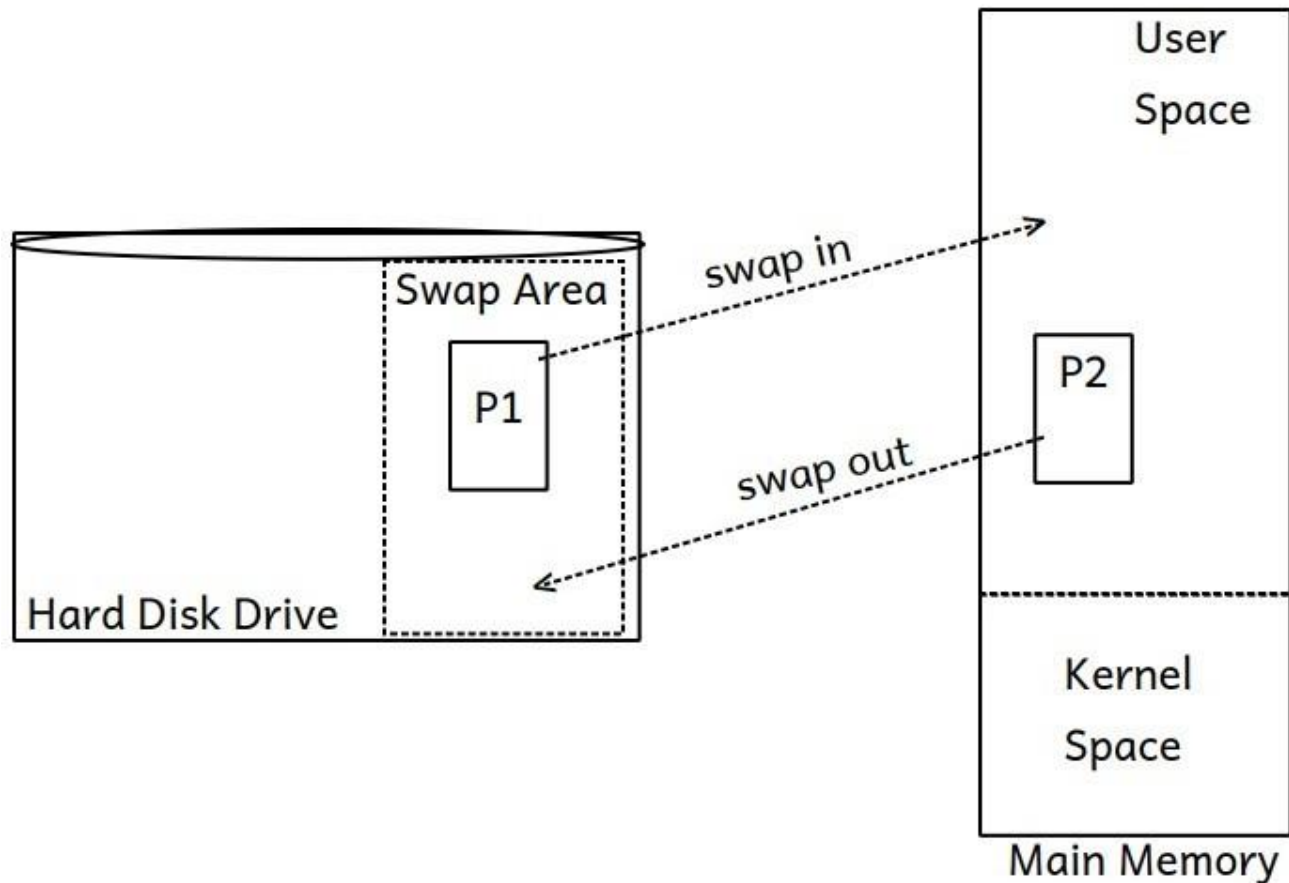 User
Space
swap in
Swap Area
P1
P2
swap out
Hard Disk Drive
Kernel
Space
Main Memory